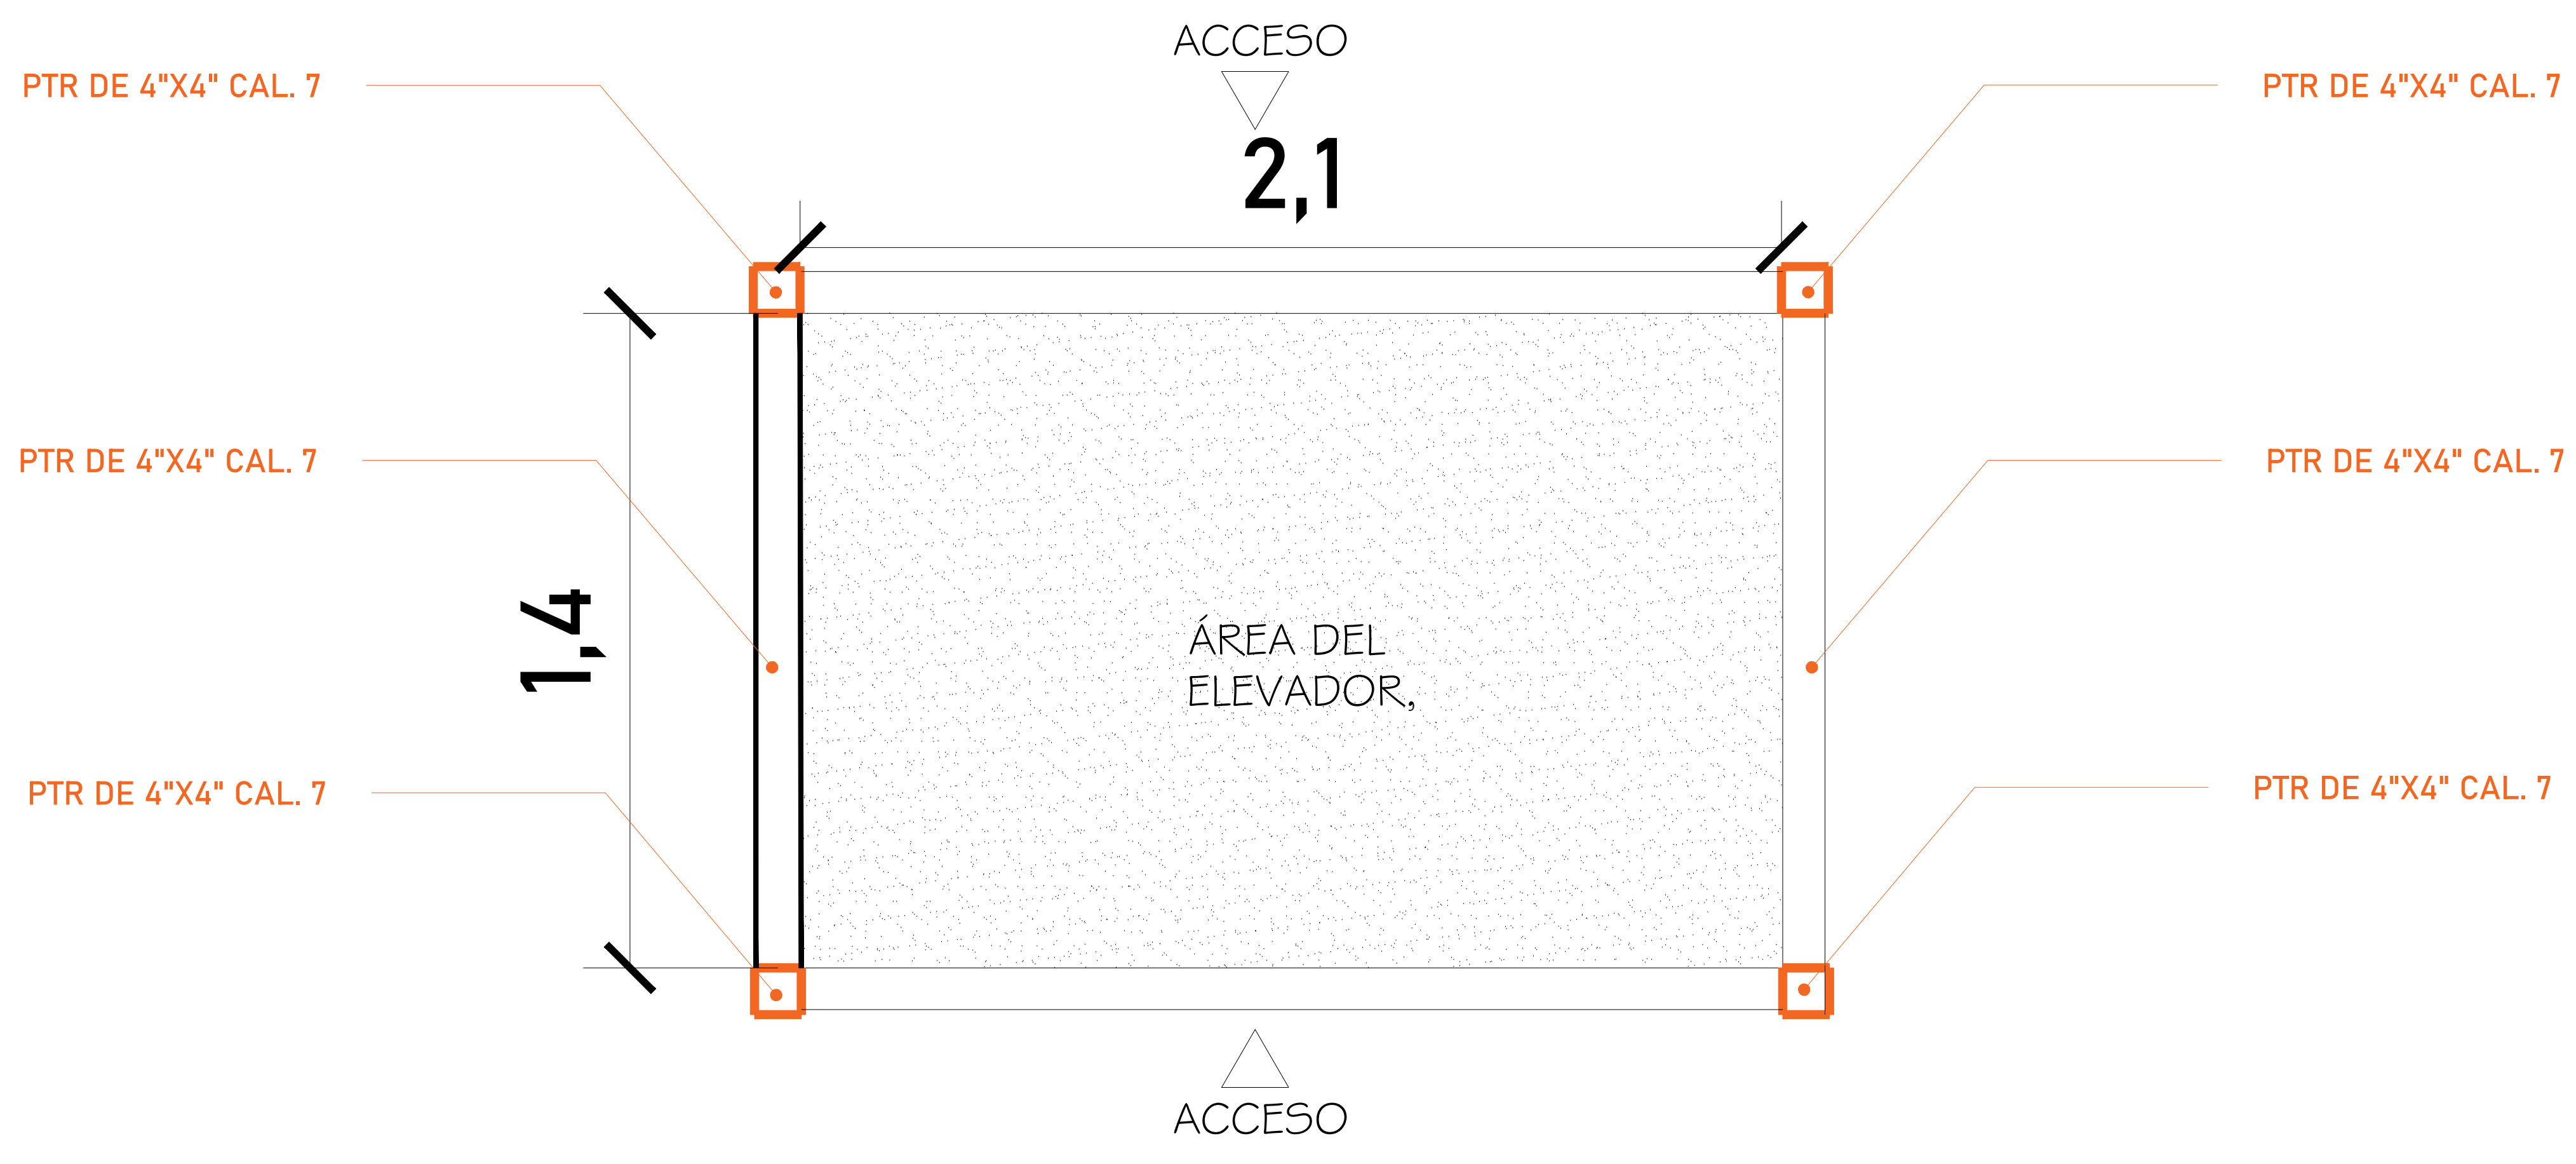 ACCESO
PTR DE 4"X4" CAL. 7
PTR DE 4"X4" CAL. 7
2,1
PTR DE 4"X4" CAL. 7
PTR DE 4"X4" CAL. 7
1,4
ÁREA DEL
ELEVADOR,
PTR DE 4"X4" CAL. 7
PTR DE 4"X4" CAL. 7
ACCESO